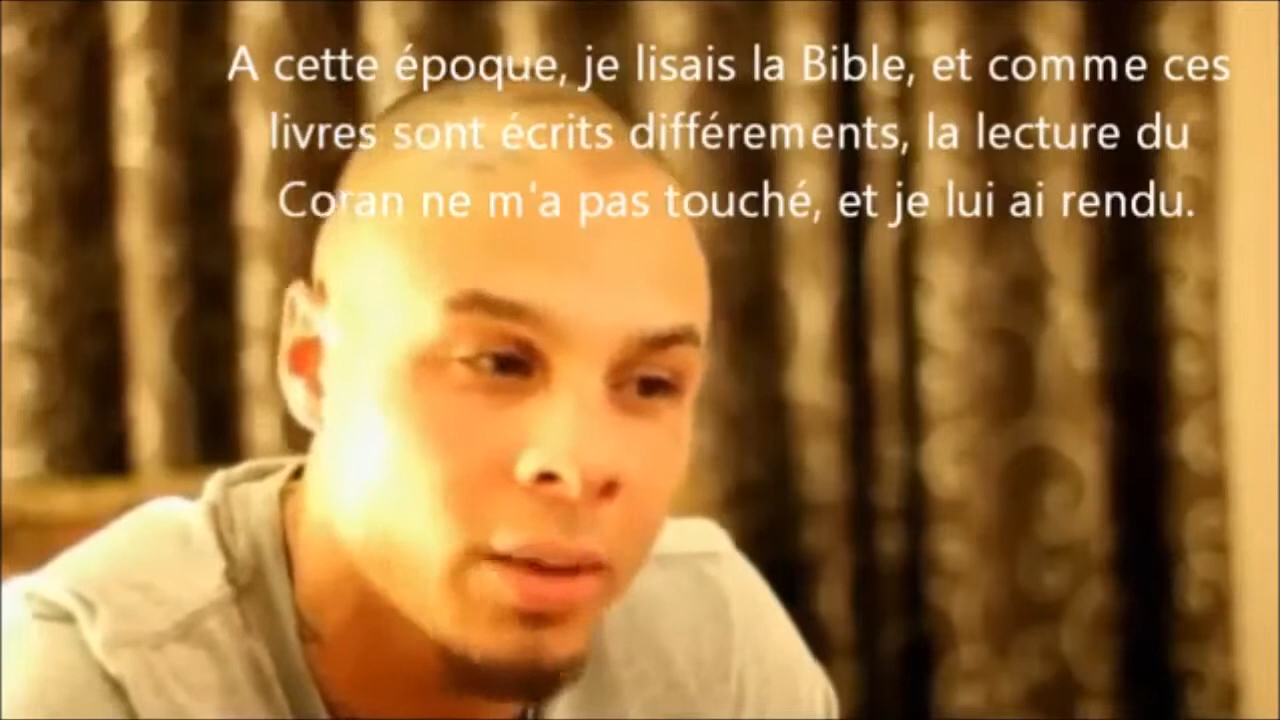 A cette époque, je lisais la Bible, et comme ces
livres sont écrits différements, la lecture du
Coran ne m'a pas touché, et je lui ai rendu.